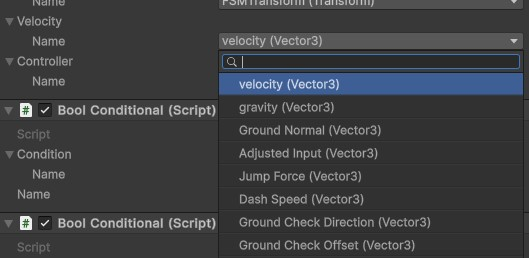 Name FSMTransform (Transform)
Velocity
Name velocity (Vector3)
Controller
Name
velocity (Vector3)
gravity (Vector3)
Ground Normal (Vector3)
Adjusted Input (Vector3)
Jump Force (Vector3)
Dash Speed (Vector3)
Ground Check Direction (Vector3)
Ground Check Offset (Vector3)
# Bool Conditional (Script)
Script
Condition
Name
Name
# Bool Conditional (Script)
Script